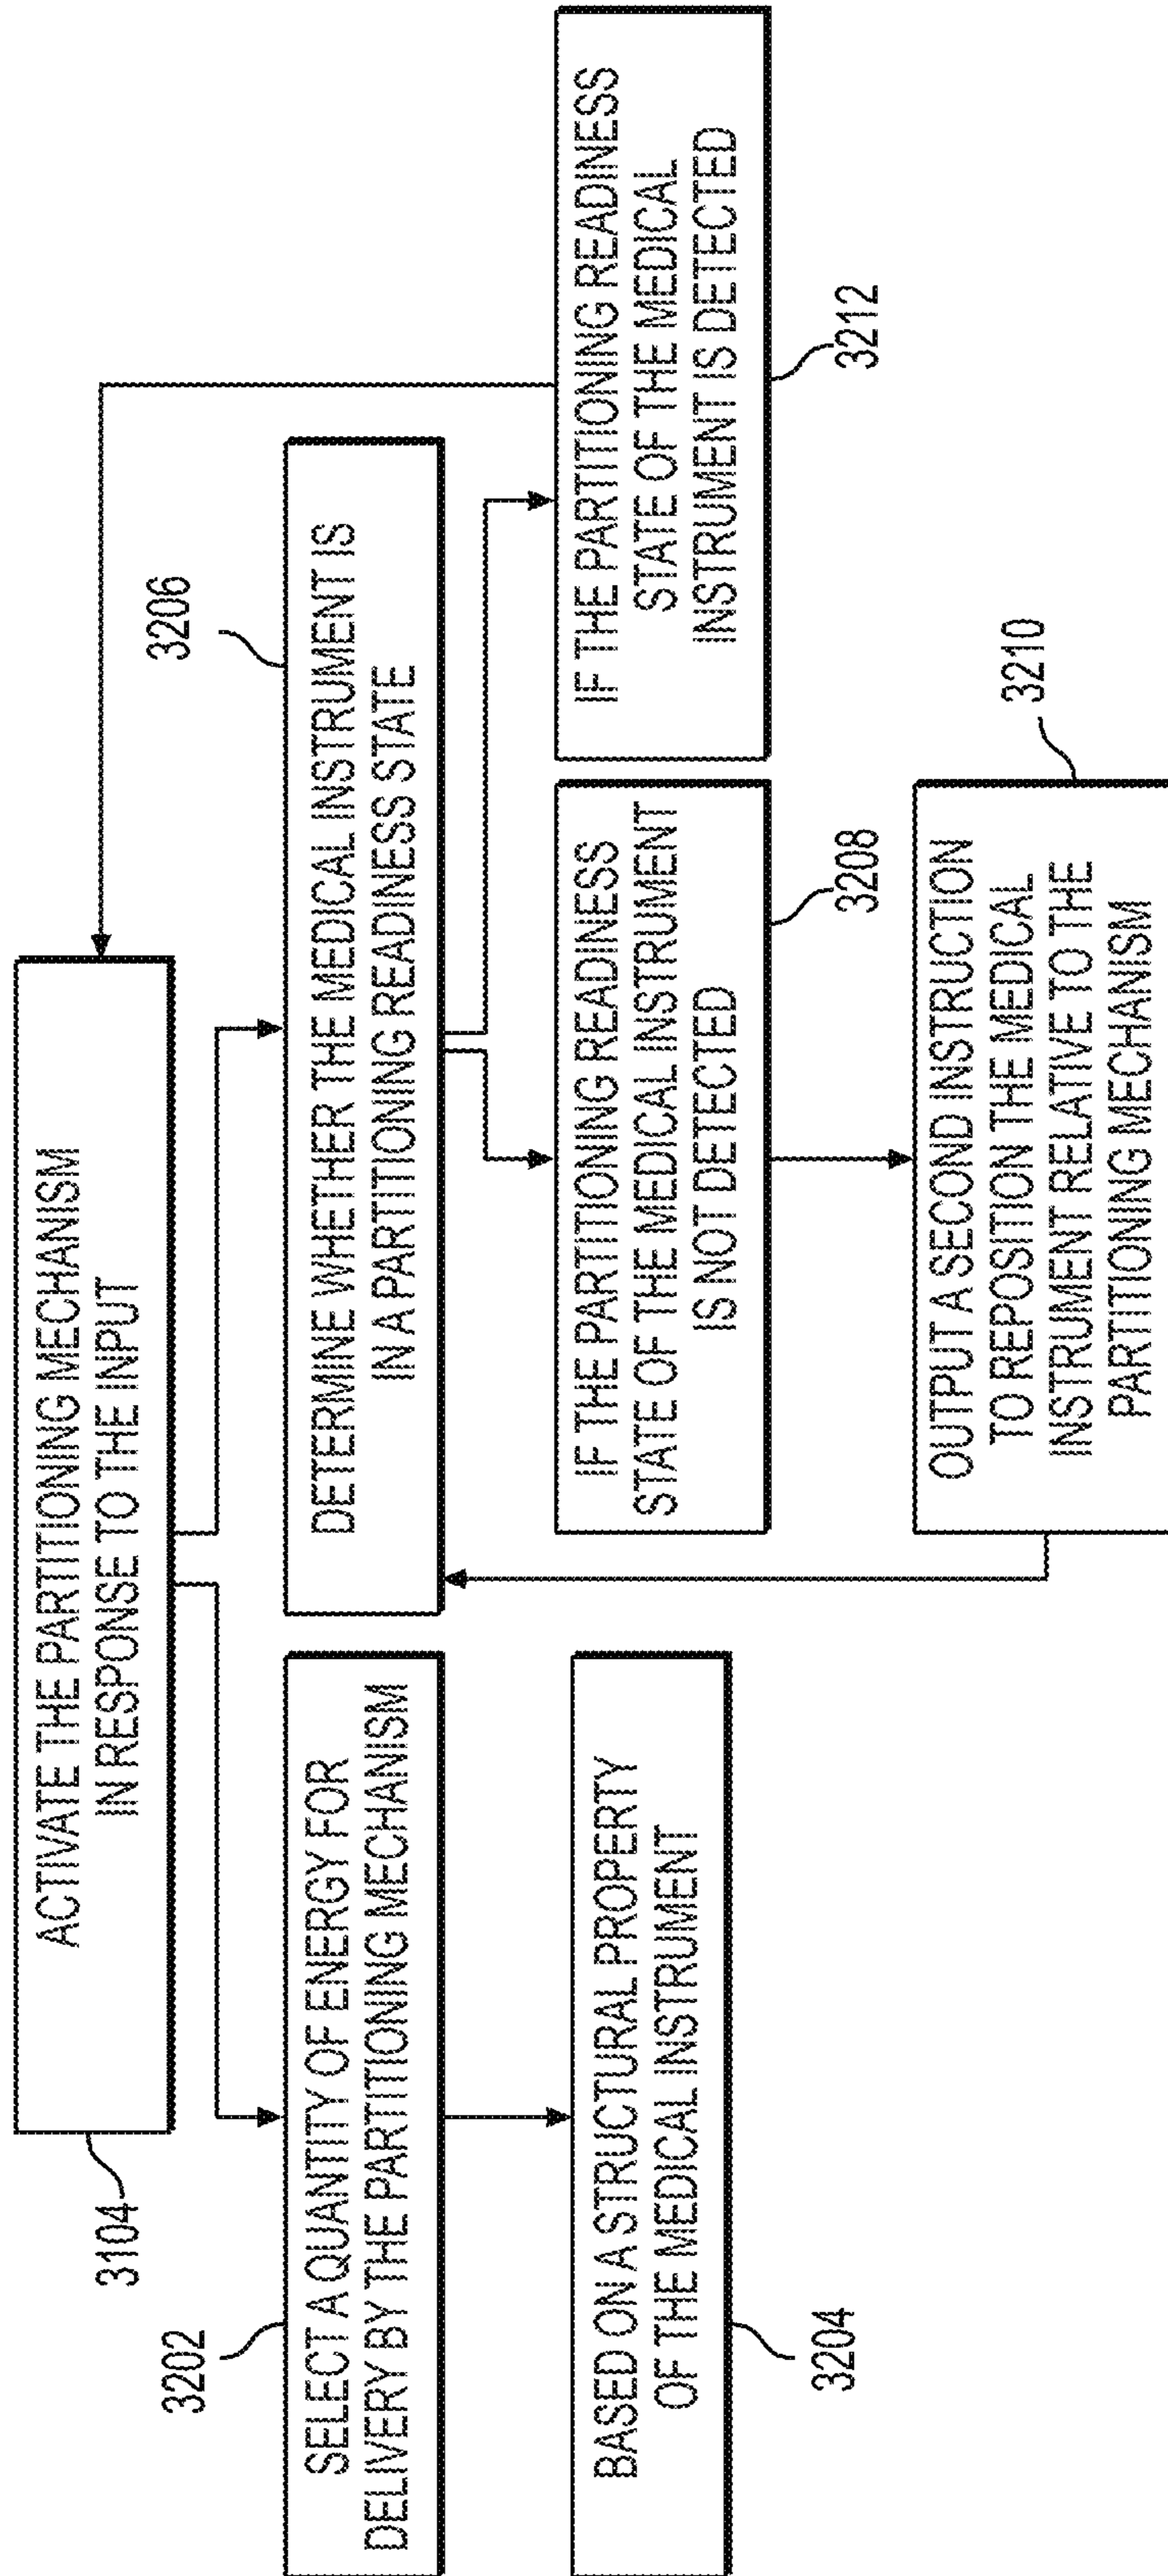 ACTIVATE THE PARTITIONING MECHANISM
IN RESPONSE TO THE INPUT
3104
3202
SELECT A QUANTITY OF ENERGY FOR
DELIVERY BY THE PARTITIONING MECHANISM
BASED ON A STRUCTURAL PROPERTY
OF THE MEDICAL INSTRUMENT
3204
3206
DETERMINE WHETHER THE MEDICAL INSTRUMENT IS
IN A PARTITIONING READINESS STATE
IF THE PARTITIONING READINESS
STATE OF THE MEDICAL INSTRUMENT
IS NOT DETECTED
3208
OUTPUT A SECOND INSTRUCTION
TO REPOSITION THE MEDICAL
INSTRUMENT RELATIVE TO THE
PARTITIONING MECHANISM
3210
IF THE PARTITIONING READINESS
STATE OF THE MEDICAL
INSTRUMENT IS DETECTED
3212